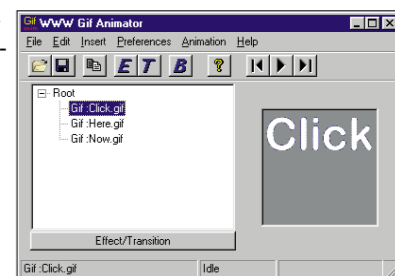 WWW Gif Animator
File Edit Insert Preferences Animation Help
E T B ?
Root
Gif :Click.gif
Gif :Here.gif
Gif :Now.gif
Click
Effect/Transition
Gif :Click.gif Idle